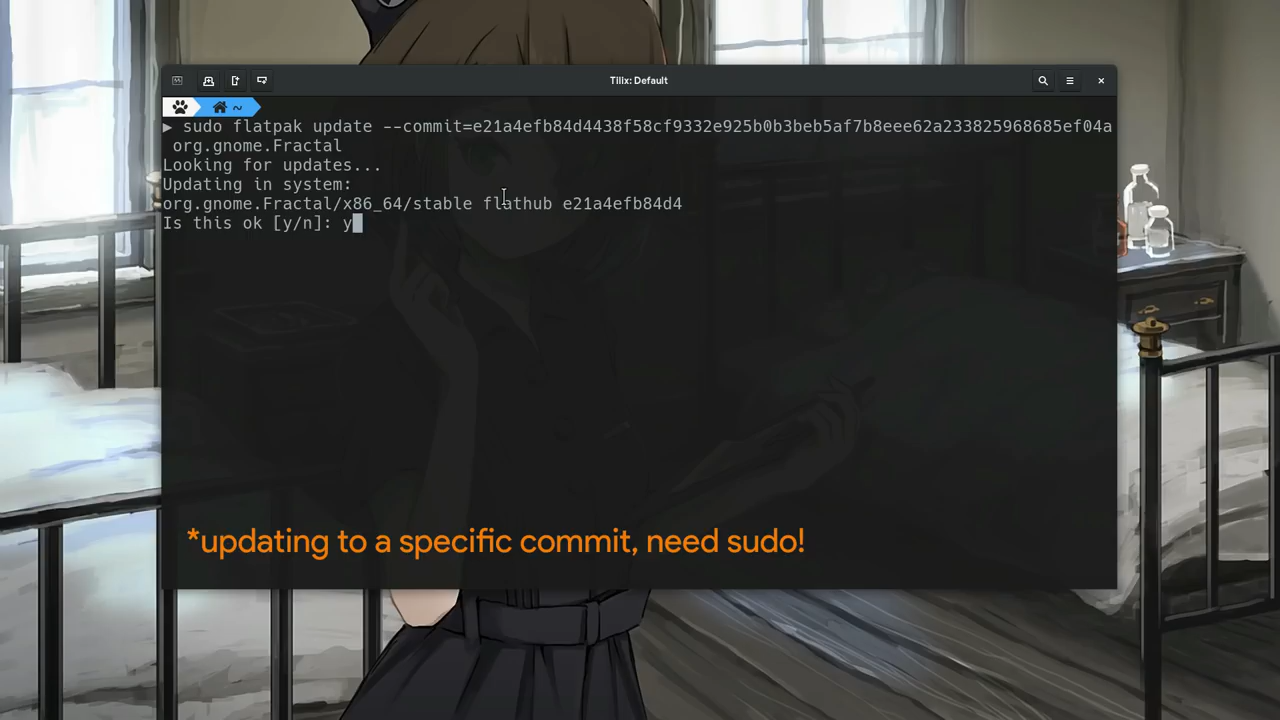 Tilix: Default
~
▶ sudo flatpak update --commit=e21a4efb84d4438f58cf9332e925b0b3beb5af7b8eee62a233825968685ef04a
org.gnome.Fractal
Looking for updates...
Updating in system:
org.gnome.Fractal/x86_64/stable flathub e21a4efb84d4
Is this ok [y/n]: y
*updating to a specific commit, need sudo!